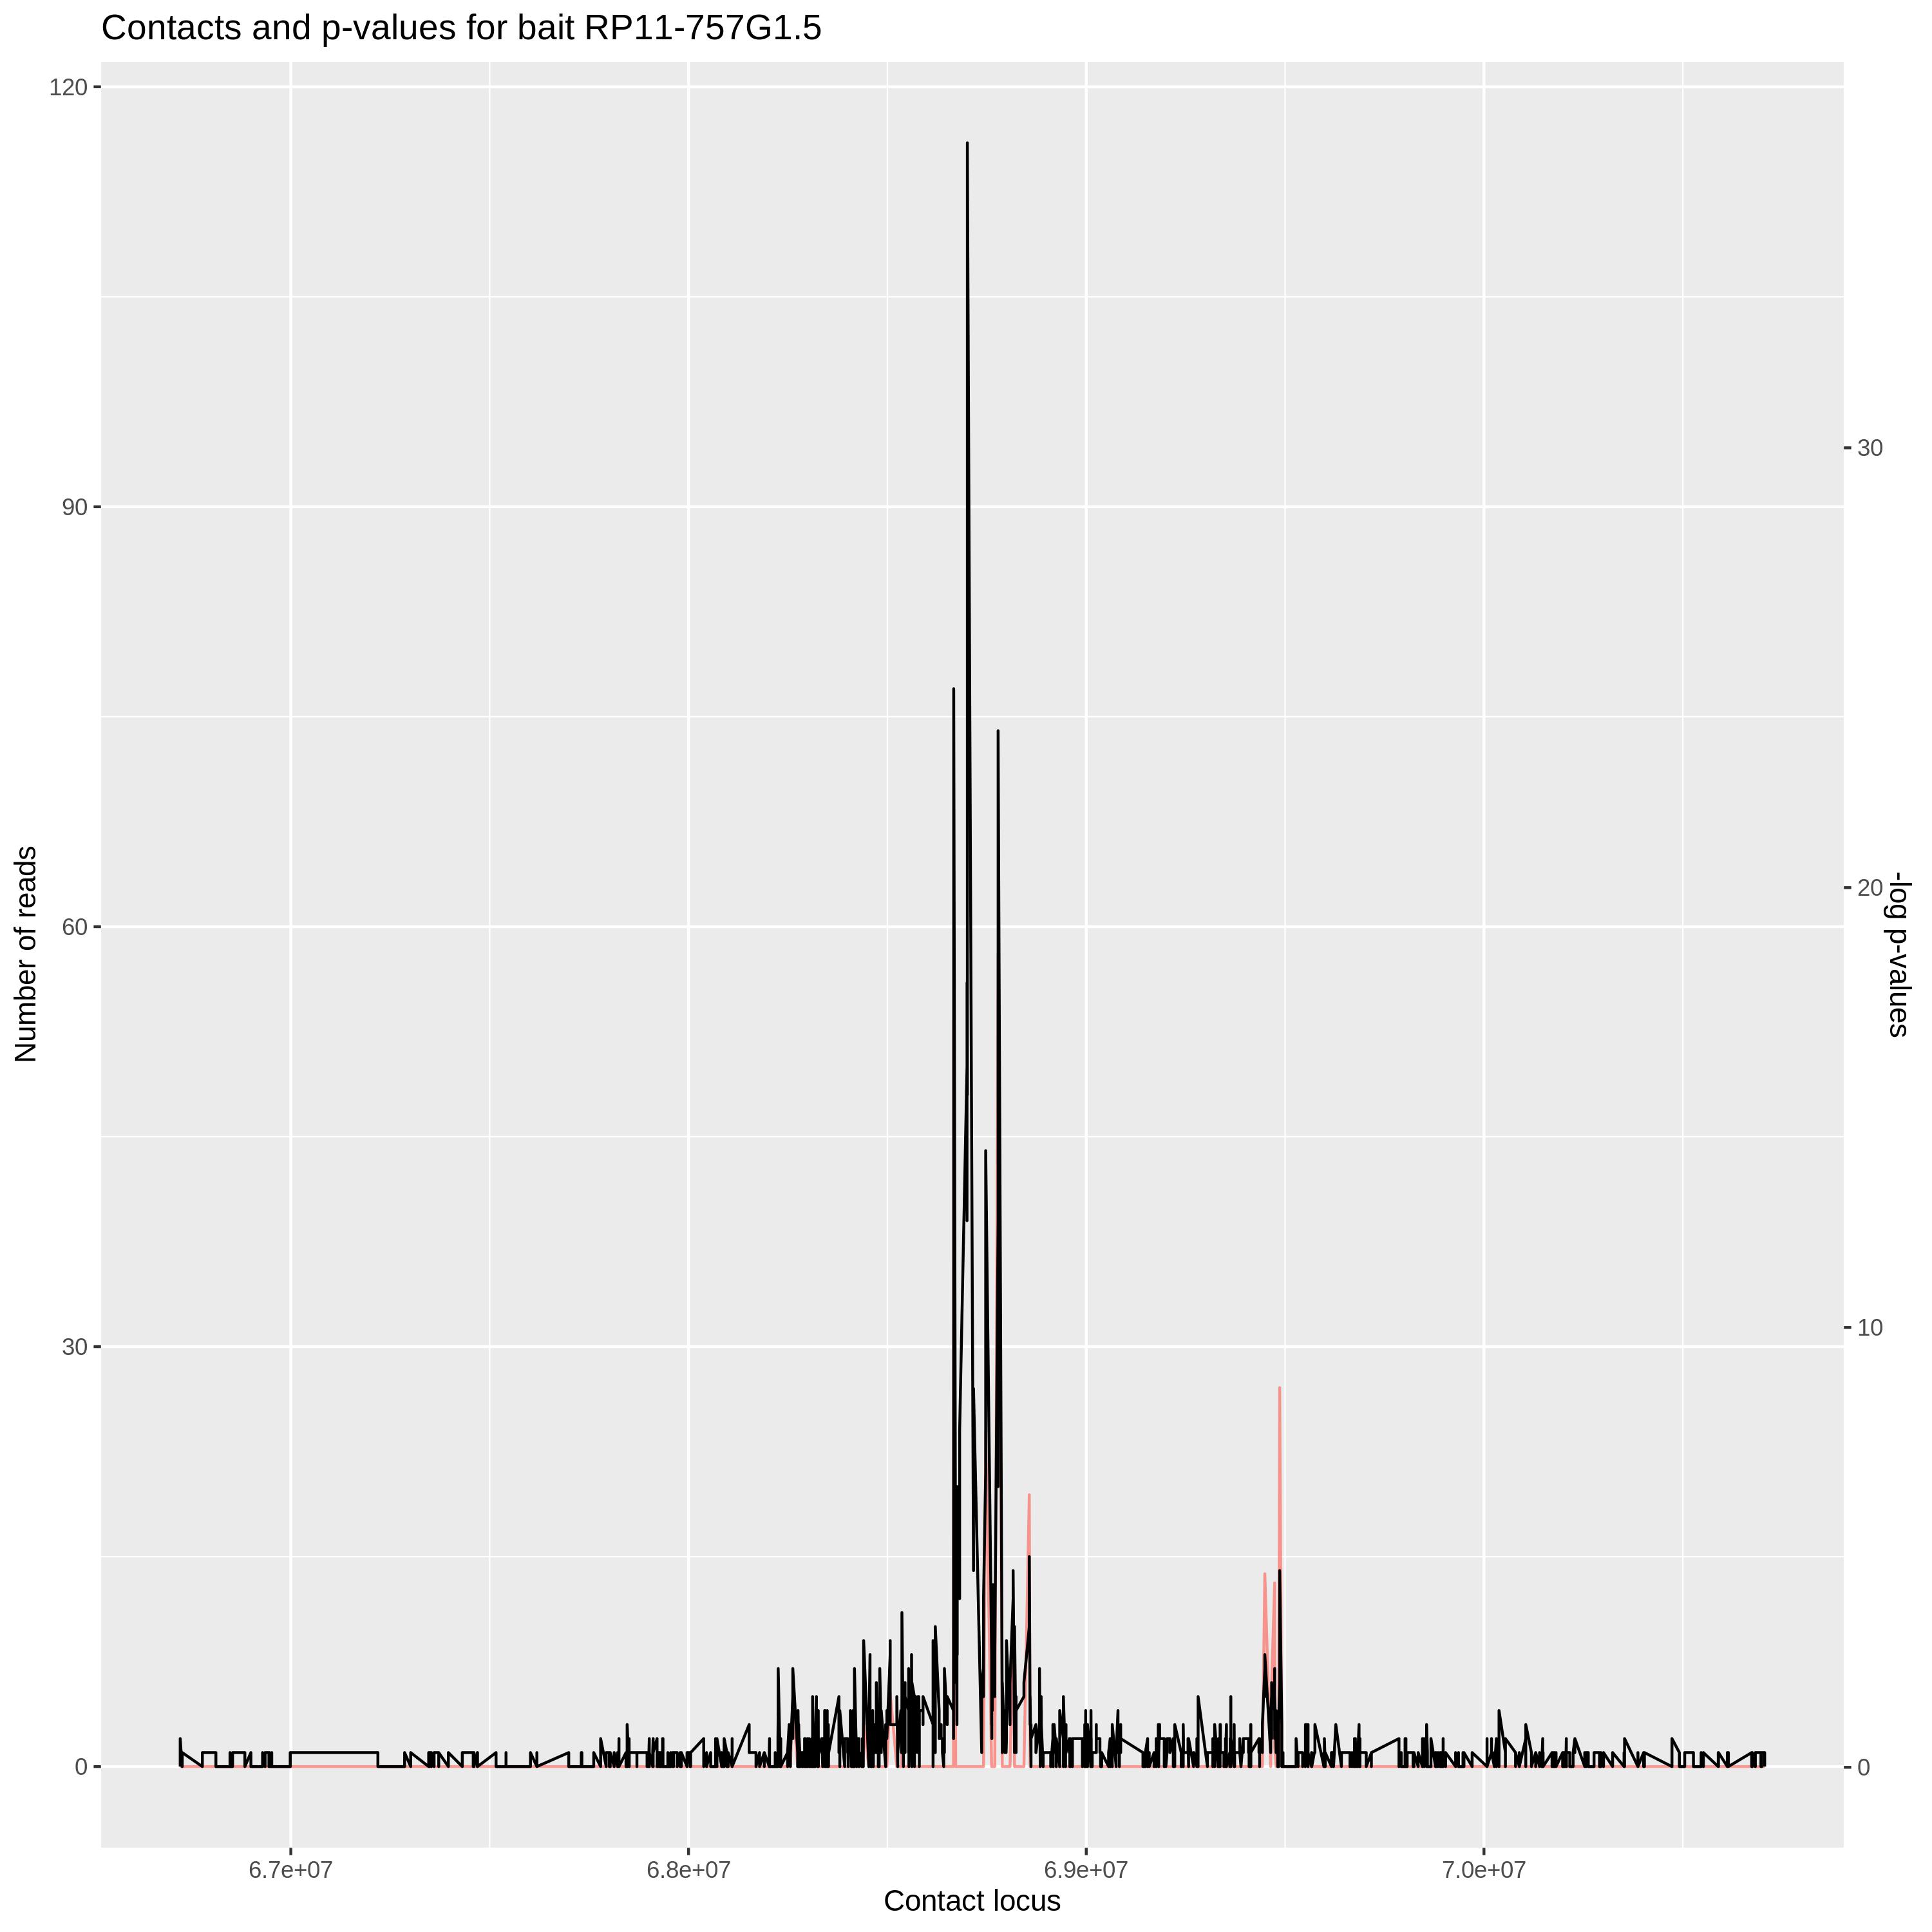 Contacts and p-values for bait RP11-757G1.5
120
90
60
30
0
Number of reads
30
20
10
0
-log p-values
6.7e+07
6.8e+07
6.9e+07
7.0e+07
Contact locus